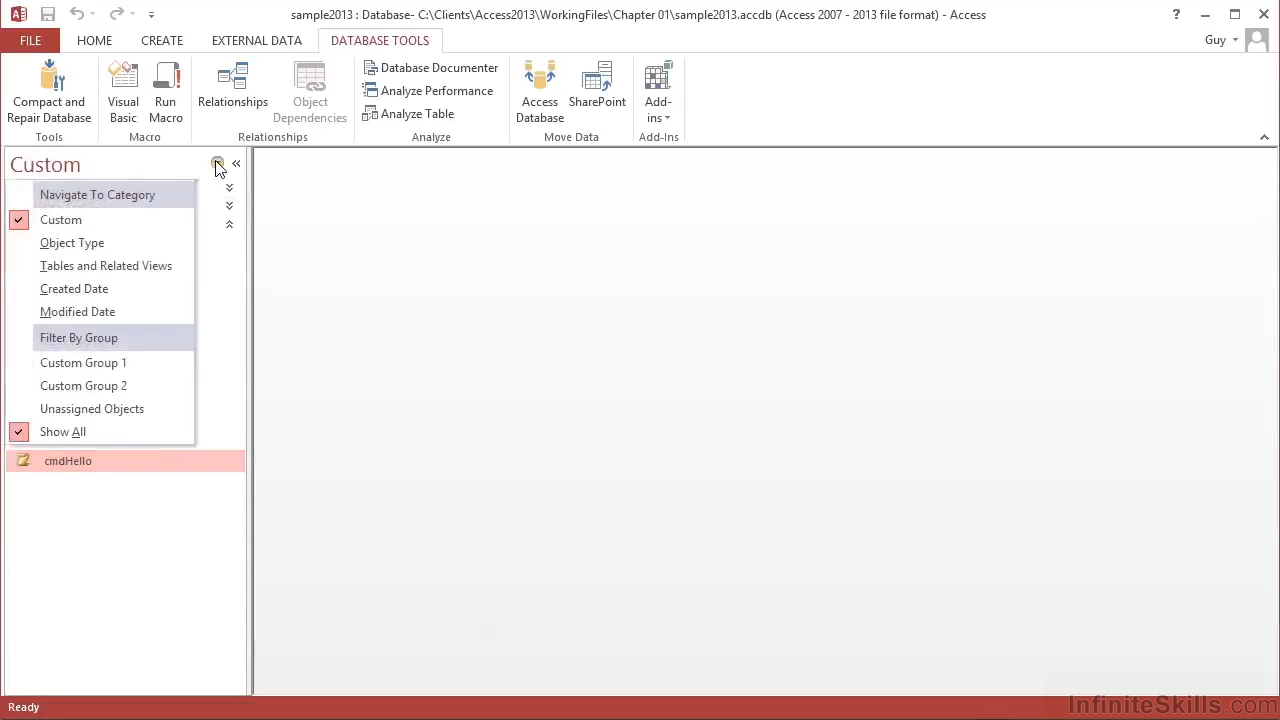 sample2013 : Database- C:\Clients\Access2013\WorkingFiles\Chapter 01\sample2013.accdb (Access 2007 - 2013 file format) - Access
?
FILE HOME CREATE EXTERNAL DATA DATABASE TOOLS Guy
Compact and Repair Database
Visual Basic
Run Macro
Relationships
Object Dependencies
Database Documenter
Analyze Performance
Analyze Table
Access Database
SharePoint
Add-ins
Tools Macro Relationships Analyze Move Data Add-Ins
Custom
Navigate To Category
Custom
Object Type
Tables and Related Views
Created Date
Modified Date
Filter By Group
Custom Group 1
Custom Group 2
Unassigned Objects
Show All
cmdHello
Ready
InfiniteSkills.com